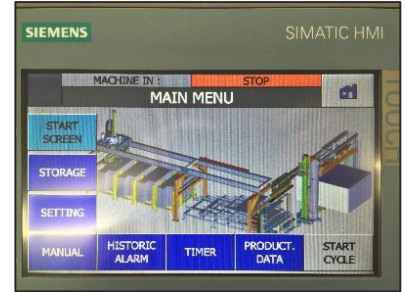 SIEMENS
SIMATIC HMI
TOUCH
MACHINE IN :
STOP
MAIN MENU
START
SCREEN
STORAGE
SETTING
MANUAL
HISTORIC
ALARM
TIMER
PRODUCT.
DATA
START
CYCLE